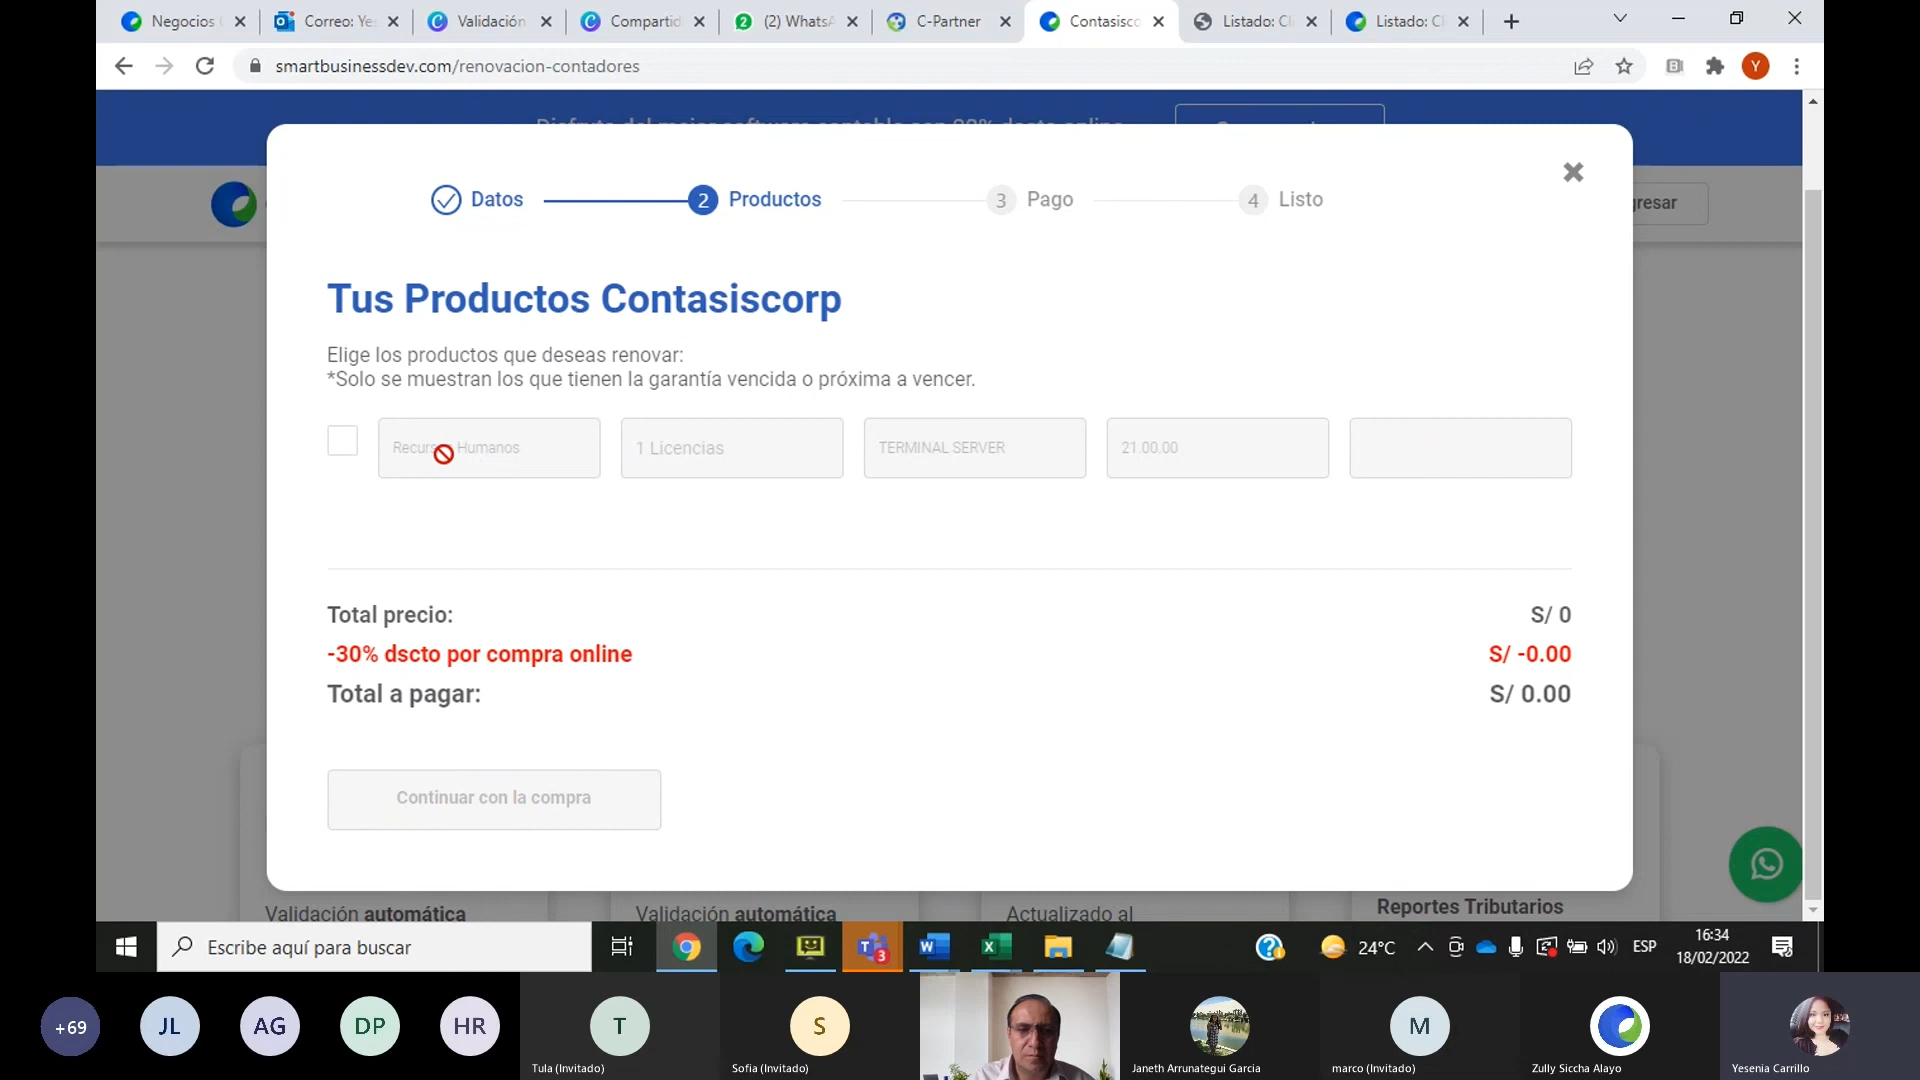 Negocios
Correo: Ye
Validación
Compartid
(2) WhatsA
C-Partner
Contasisco
Listado: Cl
Listado: Cl
smartbusinessdev.com/renovacion-contadores
Y
gresar
Datos
2 Productos
3 Pago
4 Listo
Tus Productos Contasiscorp
Elige los productos que deseas renovar:
*Solo se muestran los que tienen la garantía vencida o próxima a vencer.
Recursos Humanos
1 Licencias
TERMINAL SERVER
21.00.00
Total precio: S/ 0
-30% dscto por compra online S/ -0.00
Total a pagar: S/ 0.00
Continuar con la compra
Validación automática
Validación automática
Actualizado al
Reportes Tributarios
Escribe aquí para buscar
3
24°C
ESP
16:34
18/02/2022
+69
JL
AG
DP
HR
T
Tula (Invitado)
S
Sofia (Invitado)
Janeth Arrunategui Garcia
M
marco (Invitado)
Zully Siccha Alayo
Yesenia Carrillo